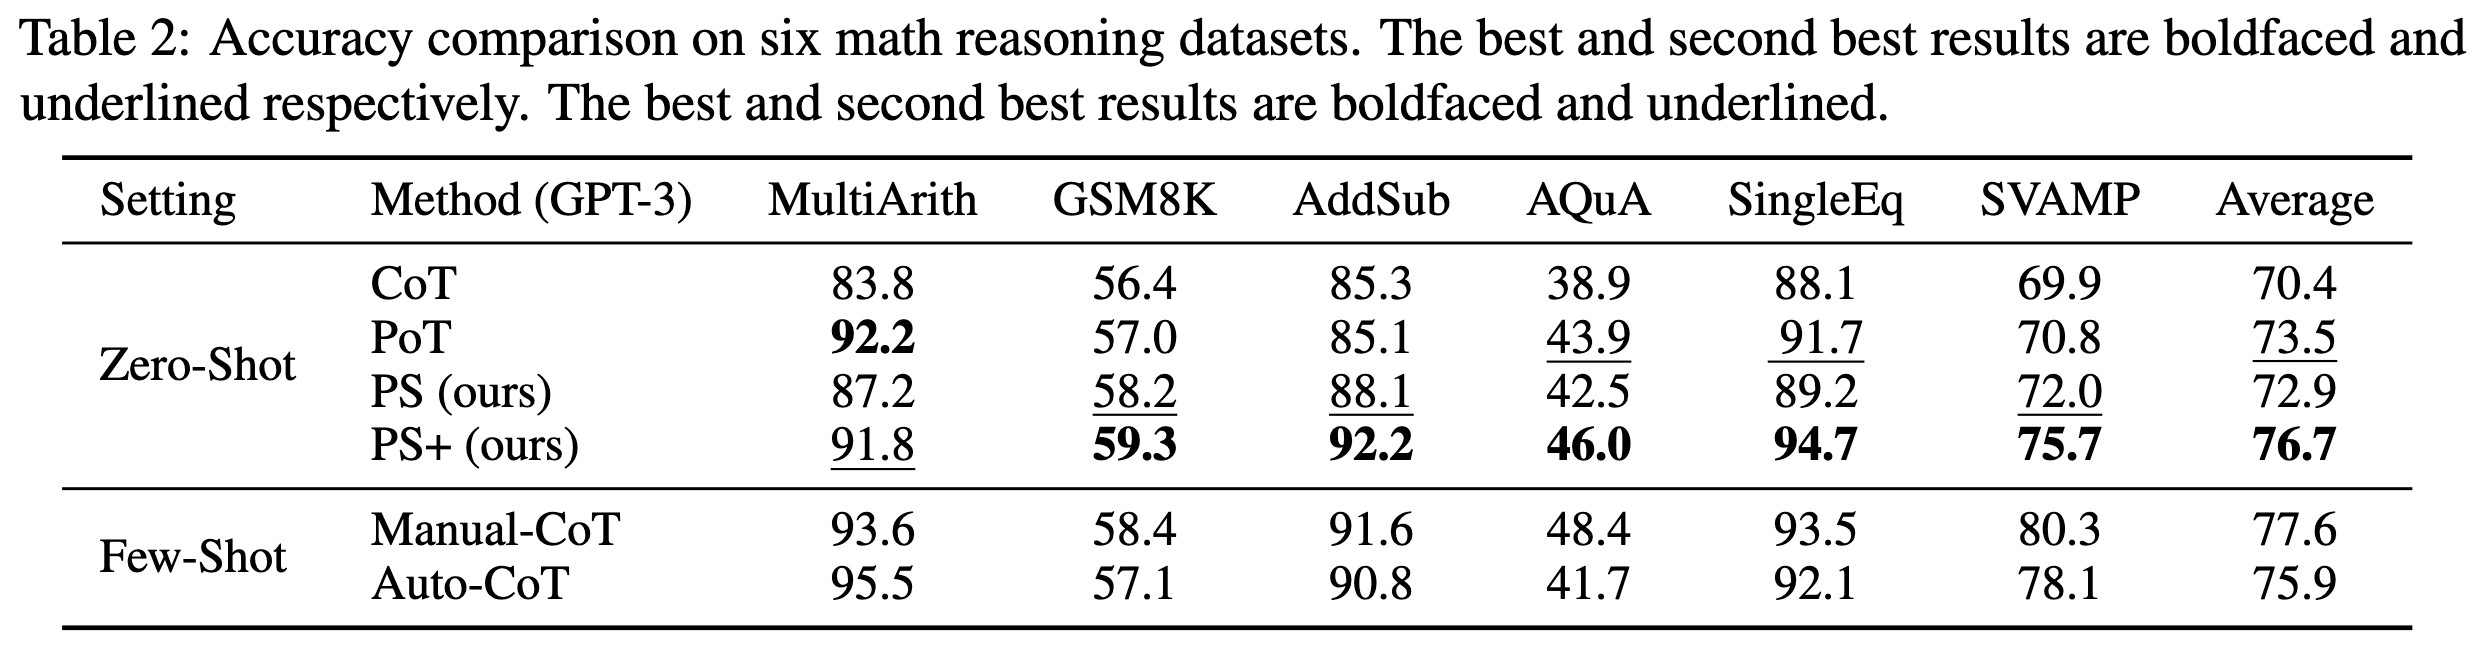 Table 2: Accuracy comparison on six math reasoning datasets. The best and second best results are boldfaced and
underlined respectively. The best and second best results are boldfaced and underlined.
Setting Method (GPT-3) MultiArith GSM8K AddSub AQuA SingleEq SVAMP Average
Zero-Shot
CoT 83.8 56.4 85.3 38.9 88.1 69.9 70.4
PoT 92.2 57.0 85.1 43.9 91.7 70.8 73.5
PS (ours) 87.2 58.2 88.1 42.5 89.2 72.0 72.9
PS+ (ours) 91.8 59.3 92.2 46.0 94.7 75.7 76.7
Few-Shot
Manual-CoT 93.6 58.4 91.6 48.4 93.5 80.3 77.6
Auto-CoT 95.5 57.1 90.8 41.7 92.1 78.1 75.9